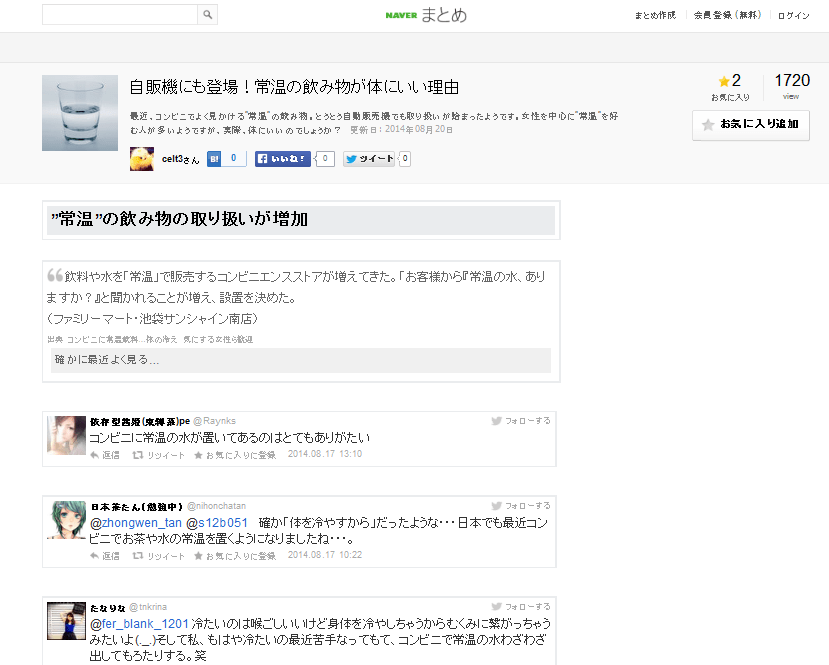 NAVER まとめ
まとめ作成 会員登録 (無料) ログイン
自販機にも登場！常温の飲み物が体にいい理由
最近、コンビニでよく見かける"常温"の飲み物。とうとう自動販売機でも取り扱いが始まったようです。女性を中心に"常温"を好
む人が多いようですが、実際、体にいいのでしょうか？ 更新日: 2014年08月20日
celt3さん B! 0 いいね! 0 ツイート 0
2 お気に入り
1720 view
お気に入り追加
"常温"の飲み物の取り扱いが増加
飲料や水を「常温」で販売するコンビニエンスストアが増えてきた。「お客様から『常温の水、あり
ますか？』と聞かれることが増え、設置を決めた。
（ファミリーマート・池袋サンシャイン南店）
出典 コンビニに常温飲料…体の冷え 気にする女性ら歓迎
確かに最近よく見る…
@Raynks フォローする
コンビニに常温の水が置いてあるのはとてもありがたい
返信 リツイート お気に入りに登録 2014.08.17 13:10
日本茶たん(勉強中) @nihonchatan フォローする
@zhongwen_tan @s12b051 確か「体を冷やすから」だったような・・・日本でも最近コン
ビニでお茶や水の常温を置くようになりましたね・・・。
返信 リツイート お気に入りに登録 2014.08.17 10:22
たなりな @tnkrina フォローする
@fer_blank_1201 冷たいのは喉ごしいいけど身体を冷やしちゃうからむくみに繋がっちゃう
みたいよ(._.)そして私、もはや冷たいの最近苦手なってもて、コンビニで常温の水わざわざ
出してもろたりする。笑